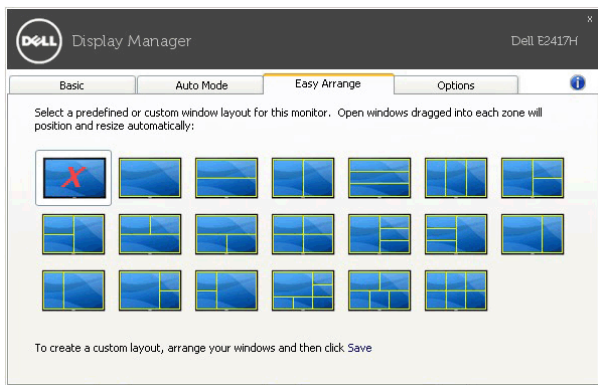 x
DELL Display Manager Dell E2417H
Basic Auto Mode Easy Arrange Options i
Select a predefined or custom window layout for this monitor. Open windows dragged into each zone will
position and resize automatically:
X
To create a custom layout, arrange your windows and then click Save